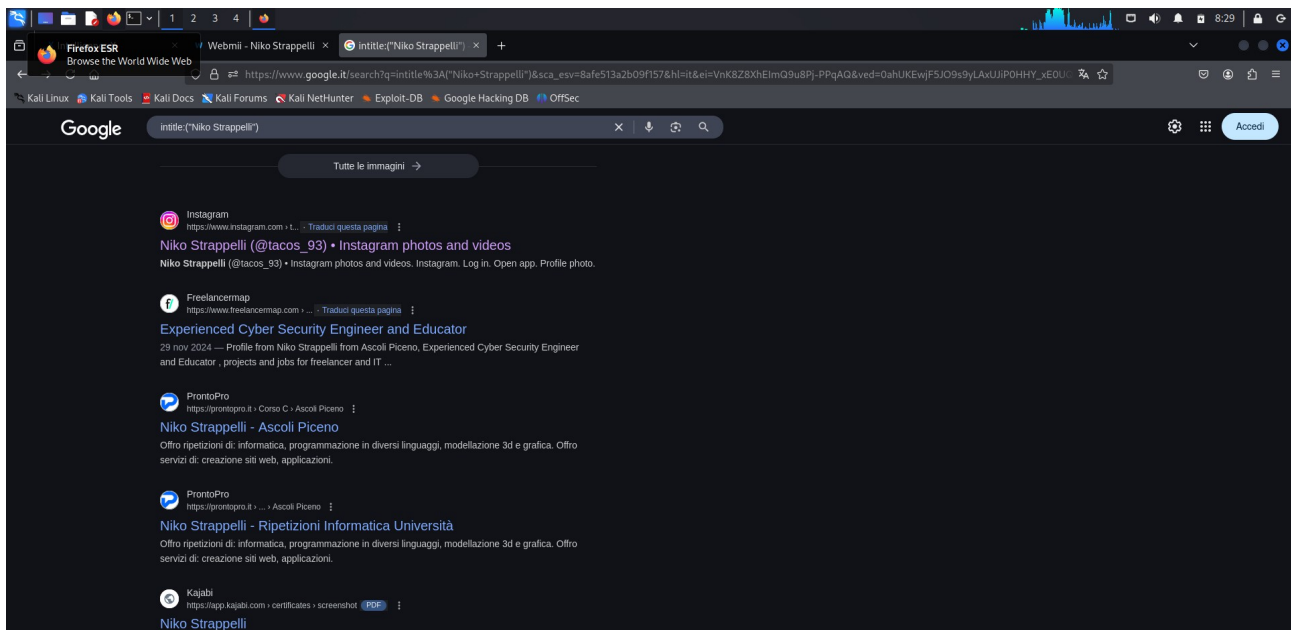 1 2 3 4
8:29
Firefox ESR
Browse the World Wide Web
Webmii - Niko Strappelli
intitle:("Niko Strappelli")
https://www.google.it/search?q=intitle%3A("Niko+Strappelli")&sca_esv=8afe513a2b09f157&hl=it&ei=
Kali Linux Kali Tools Kali Docs Kali Forums Kali NetHunter Exploit-DB Google Hacking DB OffSec
Google
intitle:("Niko Strappelli")
Accedi
Tutte le immagini →
Instagram
https://www.instagram.com › t... · Traduci questa pagina
Niko Strappelli (@tacos_93) • Instagram photos and videos
Niko Strappelli (@tacos_93) • Instagram photos and videos. Instagram. Log in. Open app. Profile photo.
Freelancermap
https://www.freelancermap.com › ... · Traduci questa pagina
Experienced Cyber Security Engineer and Educator
29 nov 2024 — Profile from Niko Strappelli from Ascoli Piceno, Experienced Cyber Security Engineer
and Educator , projects and jobs for freelancer and IT ...
ProntoPro
https://prontopro.it › Corso C › Ascoli Piceno
Niko Strappelli - Ascoli Piceno
Offro ripetizioni di: informatica, programmazione in diversi linguaggi, modellazione 3d e grafica. Offro
servizi di: creazione siti web, applicazioni.
ProntoPro
https://prontopro.it › ... › Ascoli Piceno
Niko Strappelli - Ripetizioni Informatica Università
Offro ripetizioni di: informatica, programmazione in diversi linguaggi, modellazione 3d e grafica. Offro
servizi di: creazione siti web, applicazioni.
Kajabi
https://app.kajabi.com › certificates › screenshot PDF
Niko Strappelli